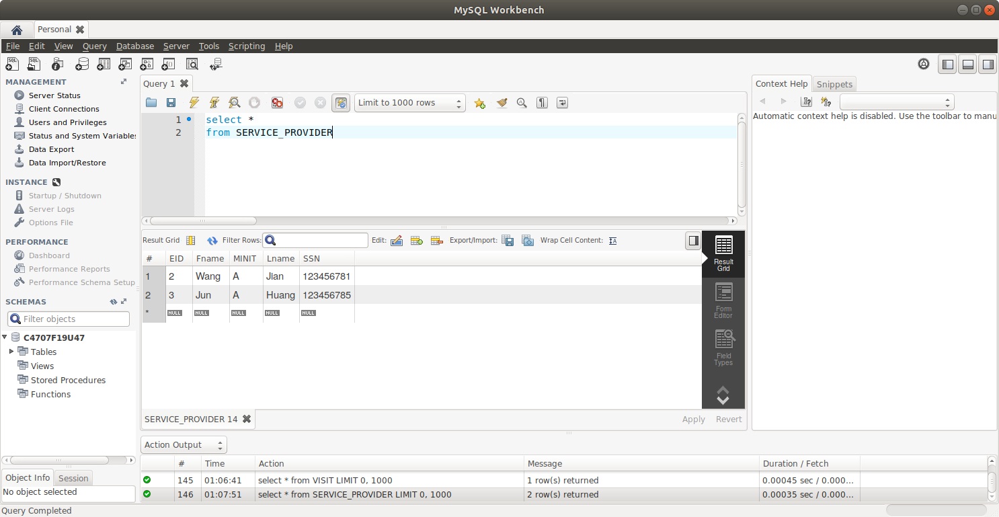 MySQL Workbench
Personal
File Edit View Query Database Server Tools Scripting Help
MANAGEMENT
Server Status
Client Connections
Users and Privileges
Status and System Variables
Data Export
Data Import/Restore
INSTANCE
Startup / Shutdown
Server Logs
Options File
PERFORMANCE
Dashboard
Performance Reports
Performance Schema Setup
SCHEMAS
Filter objects
C4707F19U47
Tables
Views
Stored Procedures
Functions
Object Info Session
No object selected
Query 1
Limit to 1000 rows
1 select *
2 from SERVICE_PROVIDER
Result Grid Filter Rows: Edit: Export/Import: Wrap Cell Content:
# EID Fname MINIT Lname SSN
1 2 Wang A Jian 123456781
2 3 Jun A Huang 123456785
* NULL NULL NULL NULL NULL
Result
Grid
Form
Editor
Field
Types
SERVICE_PROVIDER 14 Apply Revert
Context Help Snippets
Automatic context help is disabled. Use the toolbar to manu
Action Output
# Time Action Message Duration / Fetch
145 01:06:41 select * from VISIT LIMIT 0, 1000 1 row(s) returned 0.00045 sec / 0.000...
146 01:07:51 select * from SERVICE_PROVIDER LIMIT 0, 1000 2 row(s) returned 0.00035 sec / 0.000...
Query Completed